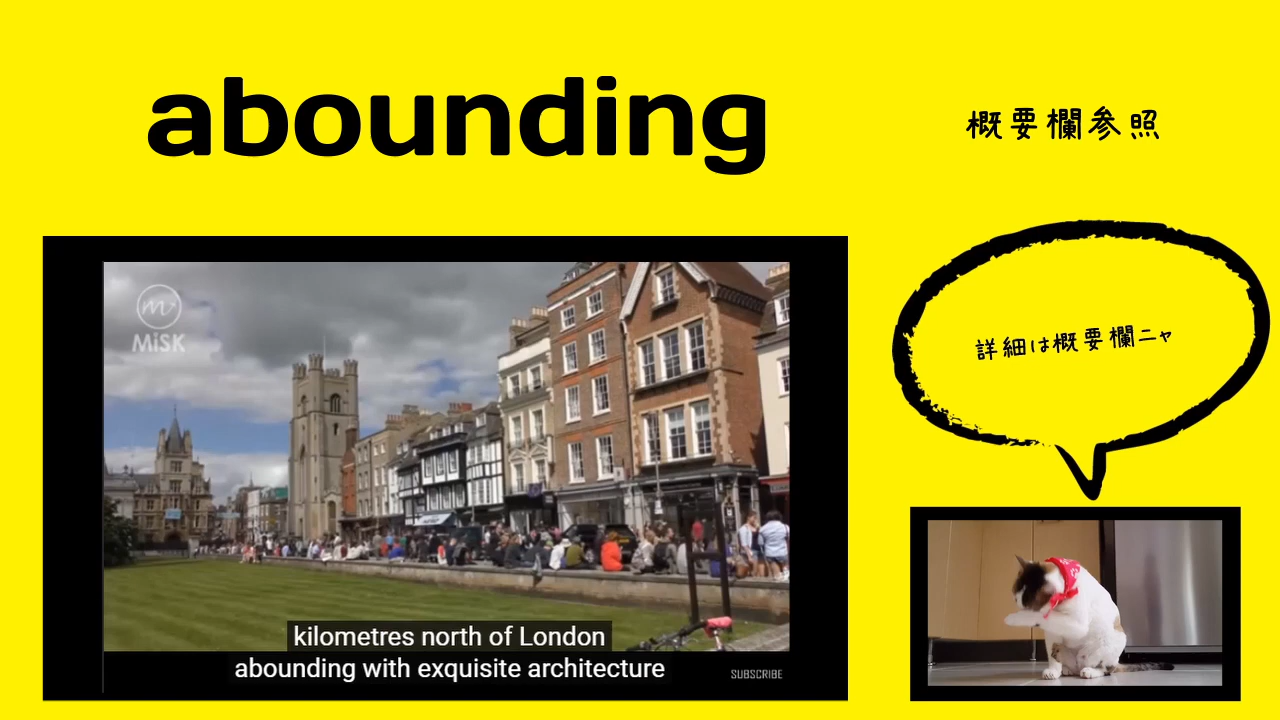 abounding
概要欄参照
MiSK
詳細は概要欄ニャ
kilometres north of London
abounding with exquisite architecture
SUBSCRIBE